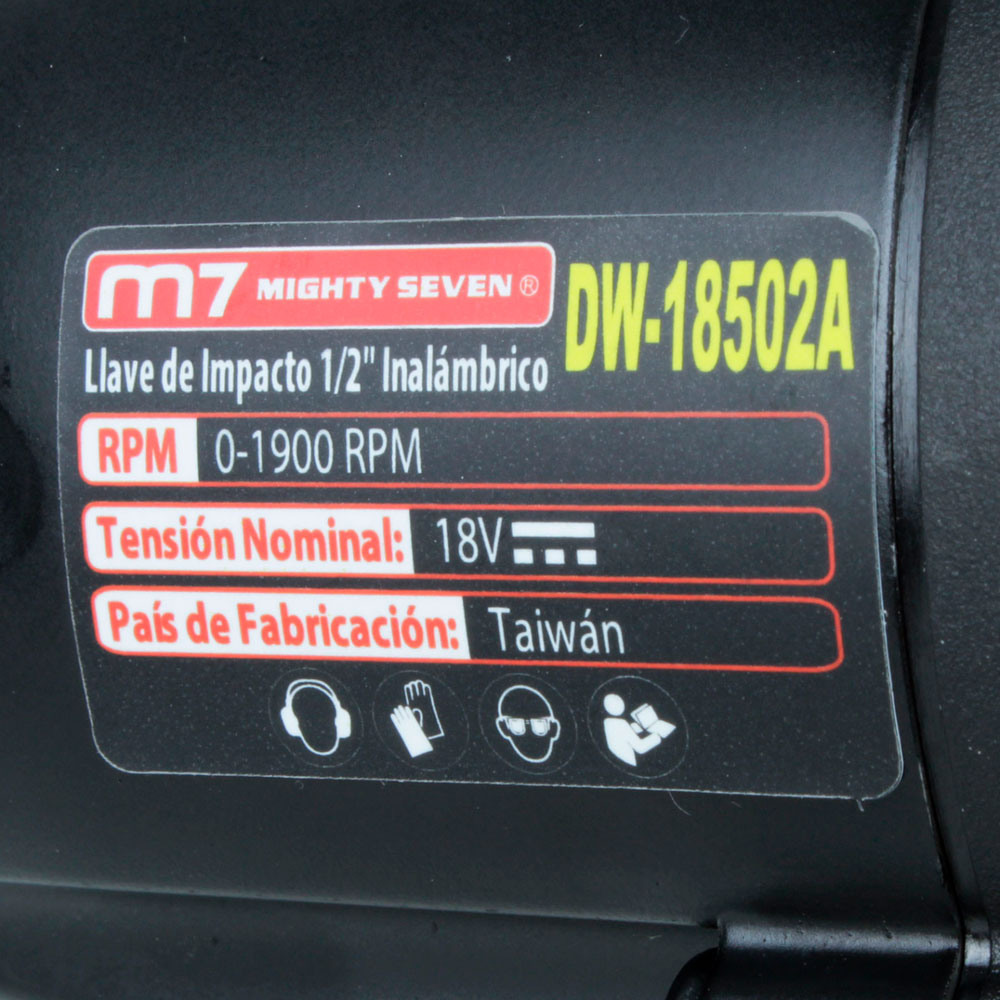 m7 MIGHTY SEVEN ® DW-18502A
Llave de Impacto 1/2" Inalámbrico
RPM 0-1900 RPM
Tensión Nominal: 18V
País de Fabricación: Taiwán